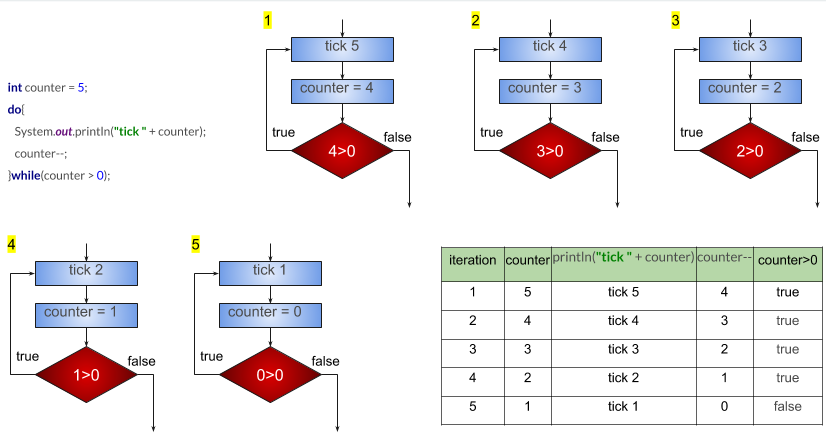 int counter = 5;
do{
System.out.println("tick " + counter);
counter--;
}while(counter > 0);
1
tick 5
counter = 4
true
false
4>0
2
tick 4
counter = 3
true
false
3>0
3
tick 3
counter = 2
true
false
2>0
4
tick 2
counter = 1
true
false
1>0
5
tick 1
counter = 0
true
false
0>0
iteration counter println("tick " + counter) counter-- counter>0
1 5 tick 5 4 true
2 4 tick 4 3 true
3 3 tick 3 2 true
4 2 tick 2 1 true
5 1 tick 1 0 false